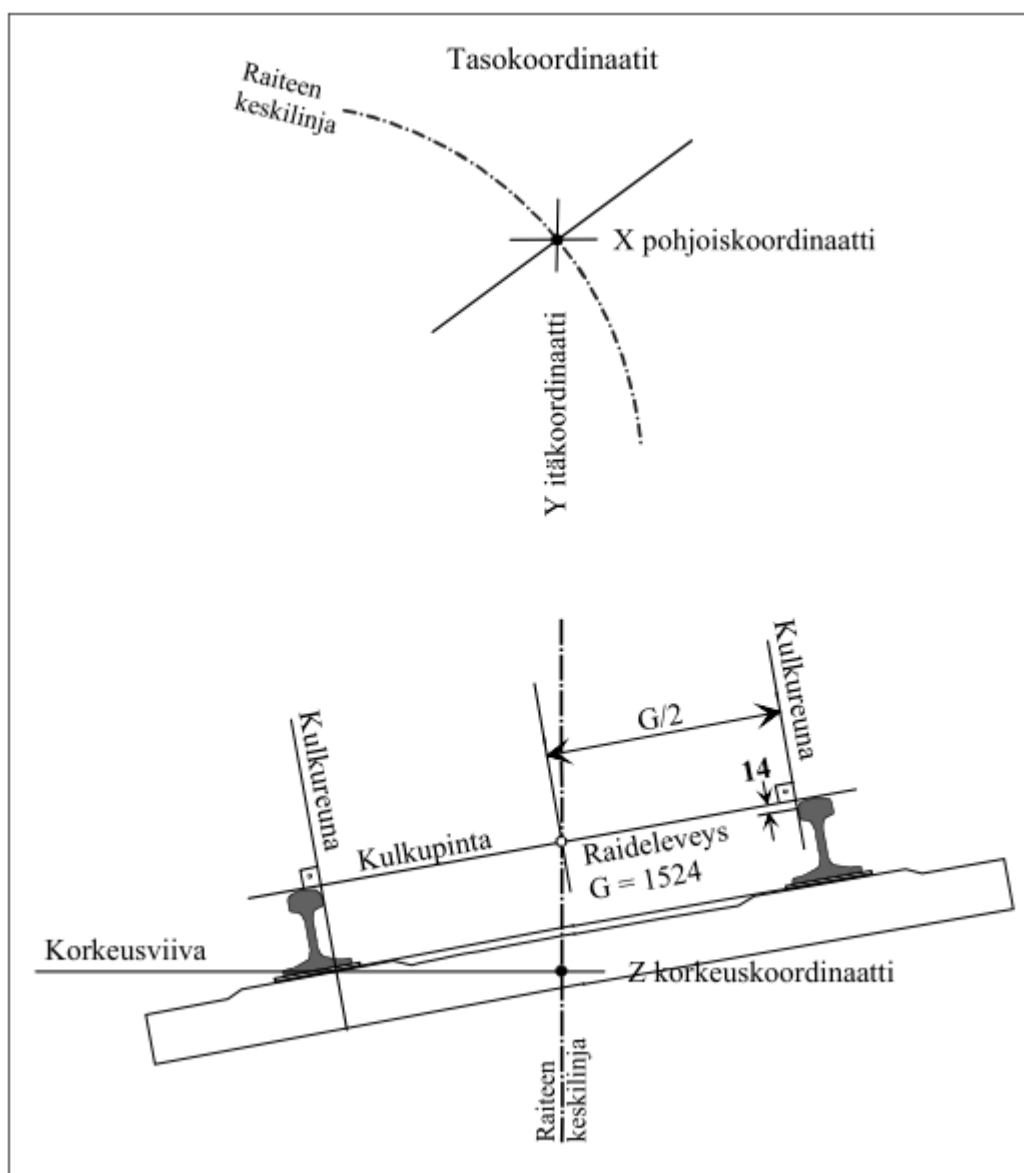 Tasokoordinaatit
Raiteen
keskilinja
X pohjoiskoordinaatti
Y itäkoordinaatti
Kulkureuna
G/2
Kulkureuna
14
Kulkupinta
Raideleveys
G = 1524
Korkeusviiva
Z korkeuskoordinaatti
Raiteen
keskilinja